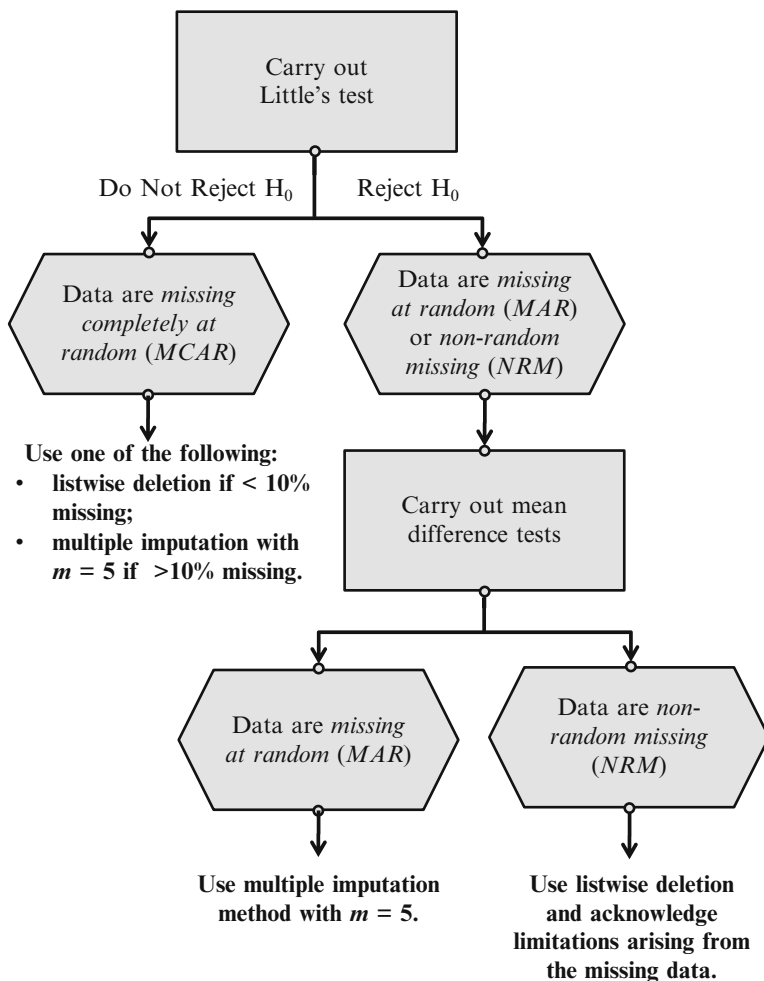 Carry out
Little's test
Do Not Reject H₀
Reject H₀
Data are missing
completely at
random (MCAR)
Data are missing
at random (MAR)
or non-random
missing (NRM)
Use one of the following:
• listwise deletion if < 10%
missing;
• multiple imputation with
m = 5 if >10% missing.
Carry out mean
difference tests
Data are missing
at random (MAR)
Data are non-
random missing
(NRM)
Use multiple imputation
method with m = 5.
Use listwise deletion
and acknowledge
limitations arising from
the missing data.